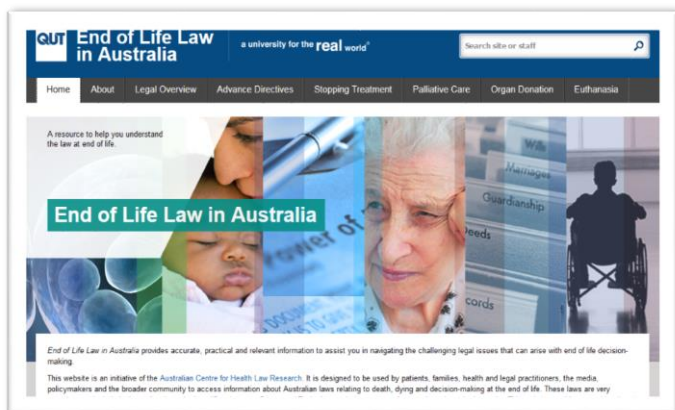 QUT
End of Life Law
in Australia
a university for the real world®
Search site or staff
Home About Legal Overview Advance Directives Stopping Treatment Palliative Care Organ Donation Euthanasia
A resource to help you understand
the law at end of life.
Wills
Marriages
Guardianship
Deeds
cords
Power of
DOCUMENT
IS TO GIVE
End of Life Law in Australia
End of Life Law in Australia provides accurate, practical and relevant information to assist you in navigating the challenging legal issues that can arise with end of life decision-
making.
This website is an initiative of the Australian Centre for Health Law Research. It is designed to be used by patients, families, health and legal practitioners, the media,
policymakers and the broader community to access information about Australian laws relating to death, dying and decision-making at the end of life. These laws are very